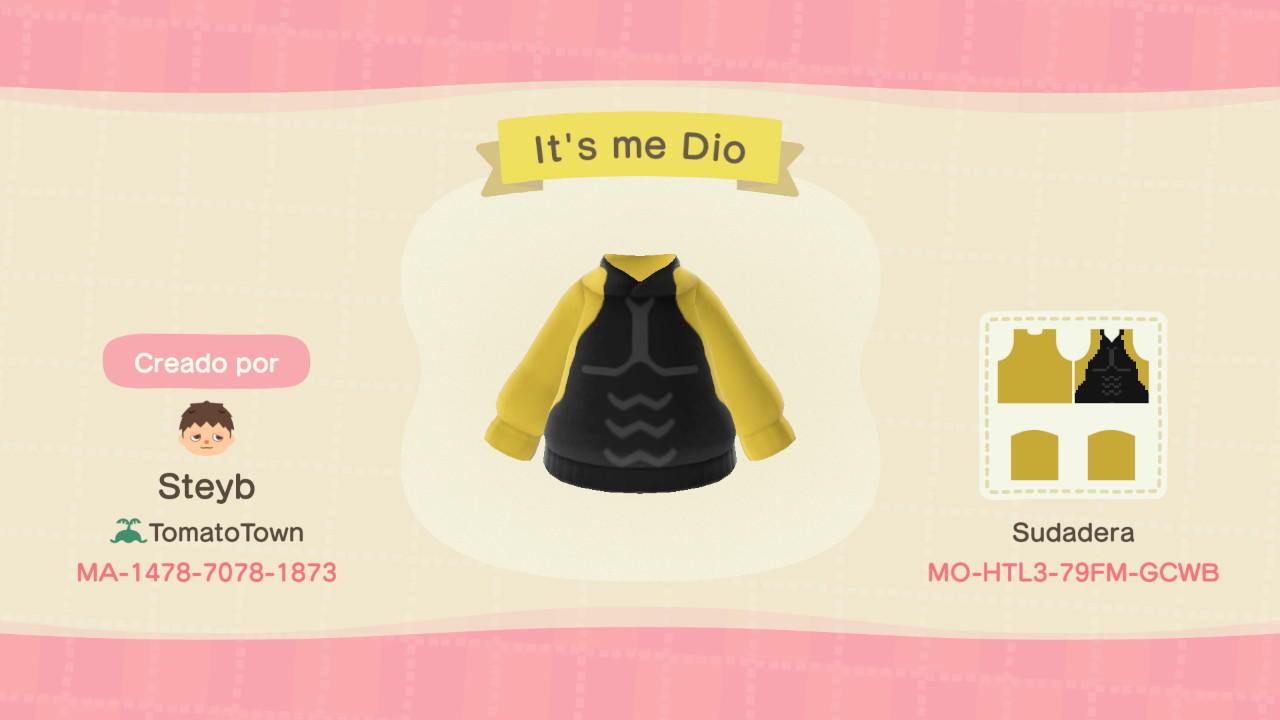 It's me Dio
Creado por
Steyb
TomatoTown
MA-1478-7078-1873
Sudadera
MO-HTL3-79FM-GCWB